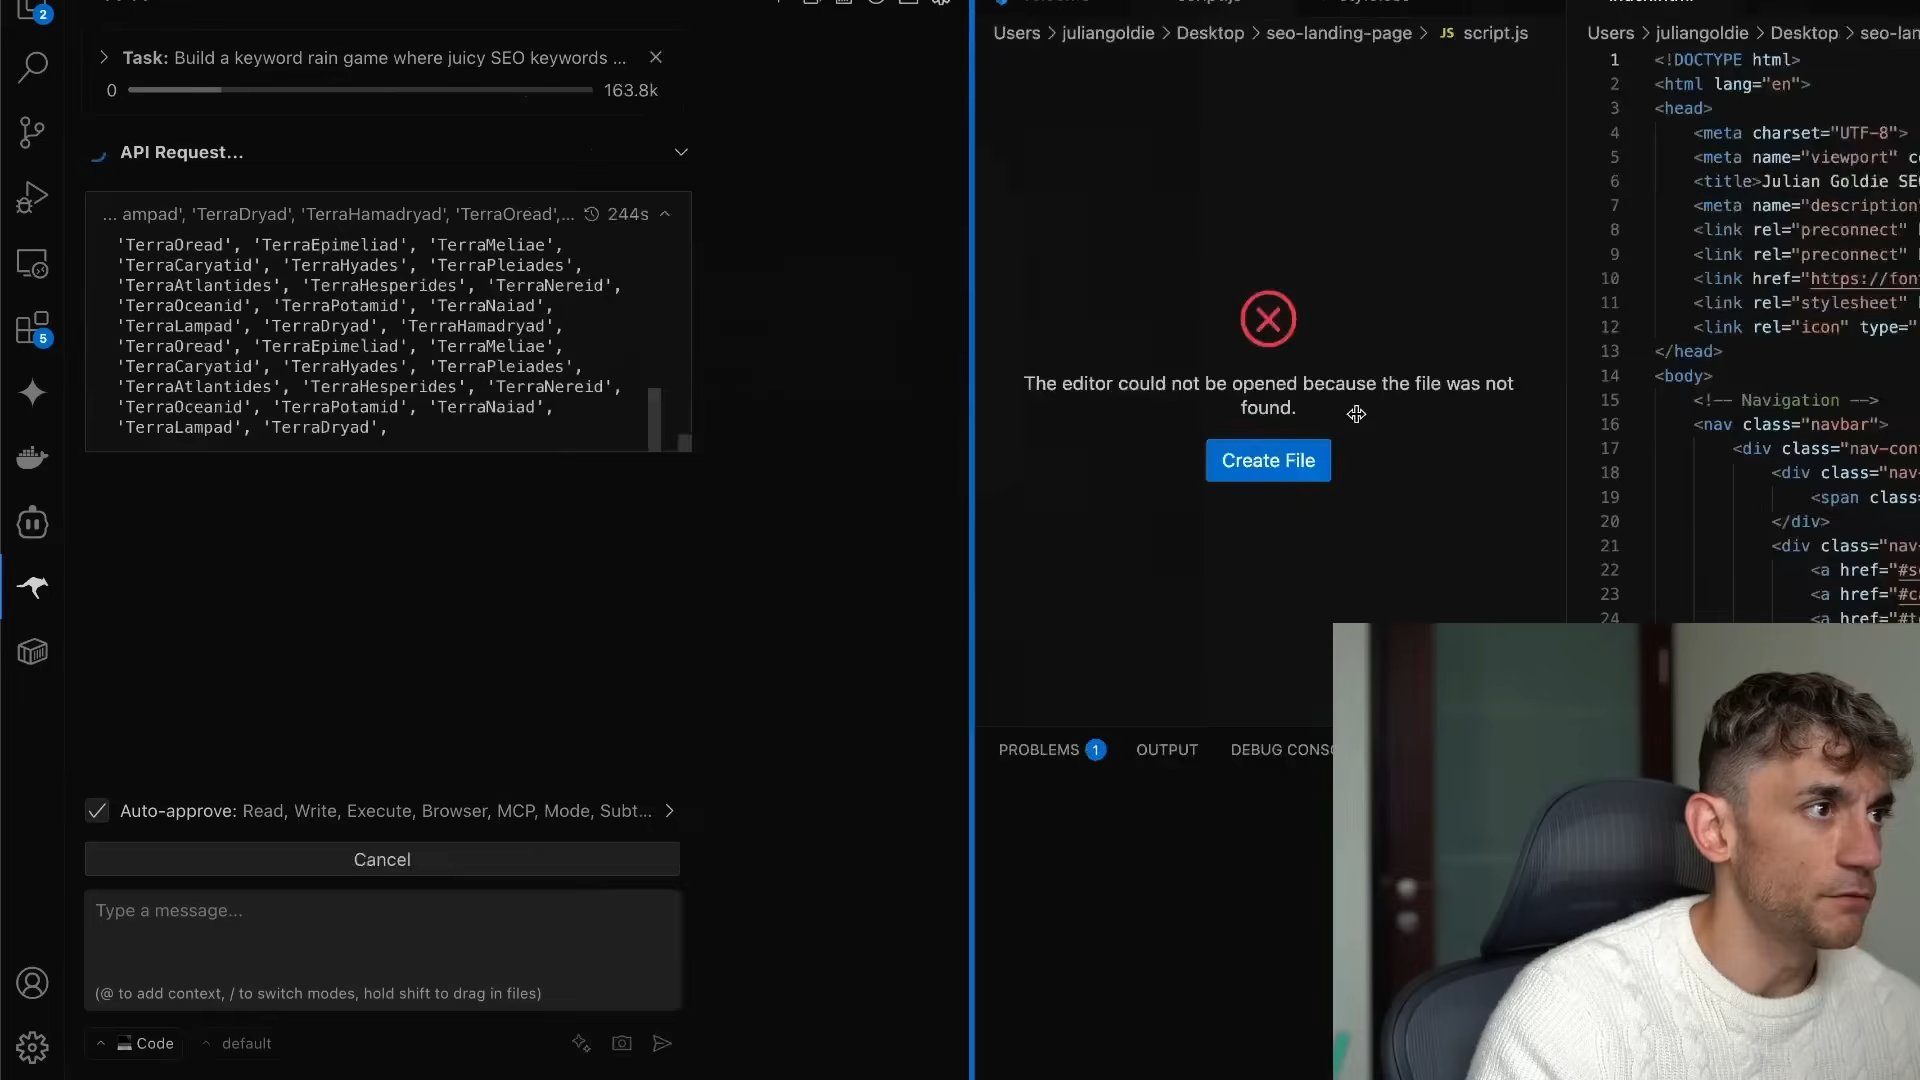 2
Task: Build a keyword rain game where juicy SEO keywords ...
0 163.8k
API Request...
... ampad', 'TerraDryad', 'TerraHamadryad', 'TerraOread',... 244s
'TerraOread', 'TerraEpimeliad', 'TerraMeliae',
'TerraCaryatid', 'TerraHyades', 'TerraPleiades',
'TerraAtlantides', 'TerraHesperides', 'TerraNereid',
'TerraOceanid', 'TerraPotamid', 'TerraNaiad',
'TerraLampad', 'TerraDryad', 'TerraHamadryad',
'TerraOread', 'TerraEpimeliad', 'TerraMeliae',
'TerraCaryatid', 'TerraHyades', 'TerraPleiades',
'TerraAtlantides', 'TerraHesperides', 'TerraNereid',
'TerraOceanid', 'TerraPotamid', 'TerraNaiad',
'TerraLampad', 'TerraDryad',
5
Auto-approve: Read, Write, Execute, Browser, MCP, Mode, Subt...
Cancel
Type a message...
(@ to add context, / to switch modes, hold shift to drag in files)
Code default
Users > juliangoldie > Desktop > seo-landing-page > JS script.js
The editor could not be opened because the file was not
found.
Create File
PROBLEMS 1 OUTPUT DEBUG CONSO
Users > juliangoldie > Desktop > seo-lan
1 <!DOCTYPE html>
2 <html lang="en">
3 <head>
4 <meta charset="UTF-8">
5 <meta name="viewport" c
6 <title>Julian Goldie SE
7 <meta name="description"
8 <link rel="preconnect"
9 <link rel="preconnect"
10 <link href="https://fon
11 <link rel="stylesheet"
12 <link rel="icon" type="
13 </head>
14 <body>
15 <!-- Navigation -->
16 <nav class="navbar">
17 <div class="nav-con
18 <div class="nav-
19 <span class=
20 </div>
21 <div class="nav-
22 <a href="#s
23 <a href="#c
24 <a href="#t